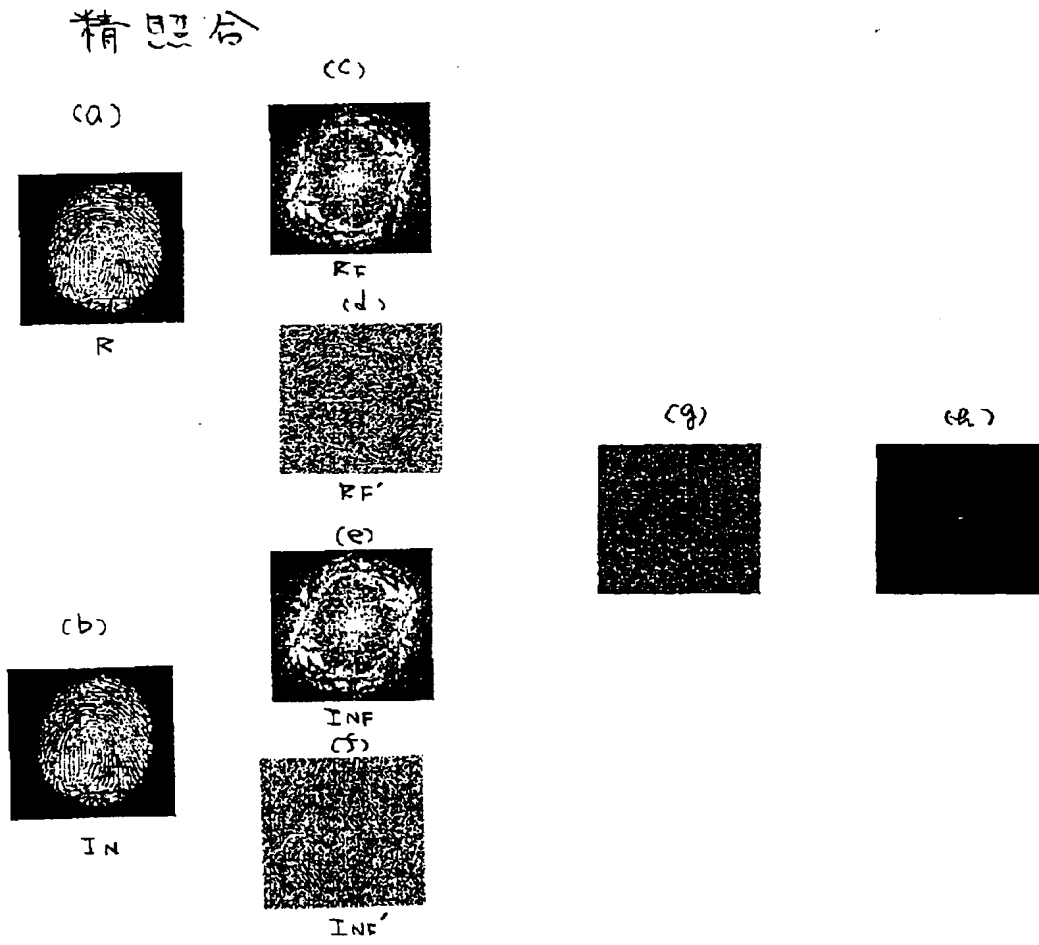 精照合
(a)
R
(b)
IN
(c)
RF
(d)
RF'
(e)
INF
(f)
INF'
(g)
(h)